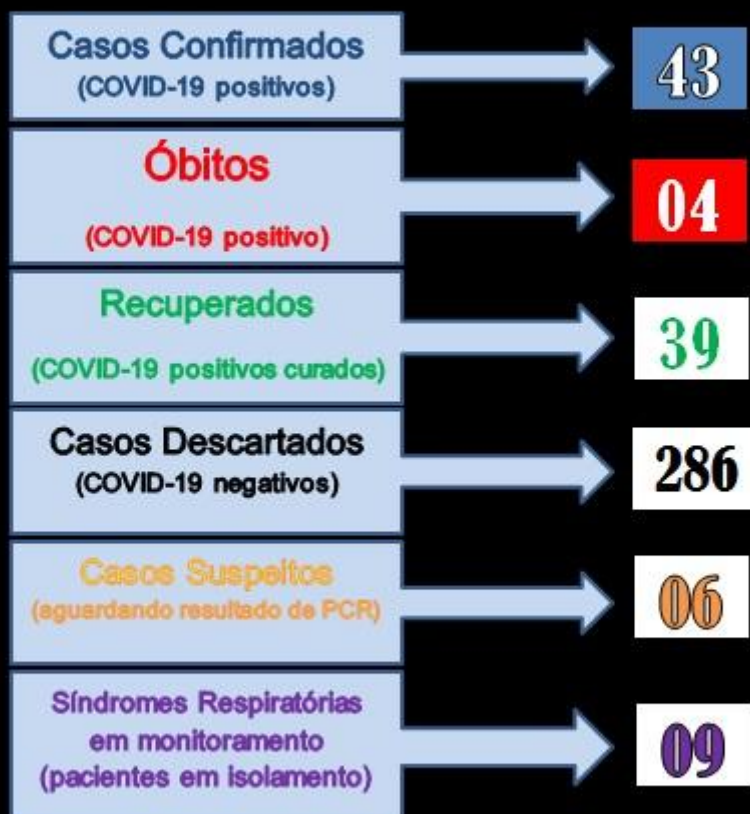 Casos Confirmados
(COVID-19 positivos)
43
Óbitos
(COVID-19 positivo)
04
Recuperados
(COVID-19 positivos curados)
39
Casos Descartados
(COVID-19 negativos)
286
Casos Suspeitos
(aguardando resultado de PCR)
06
Síndromes Respiratórias
em monitoramento
(pacientes em isolamento)
09